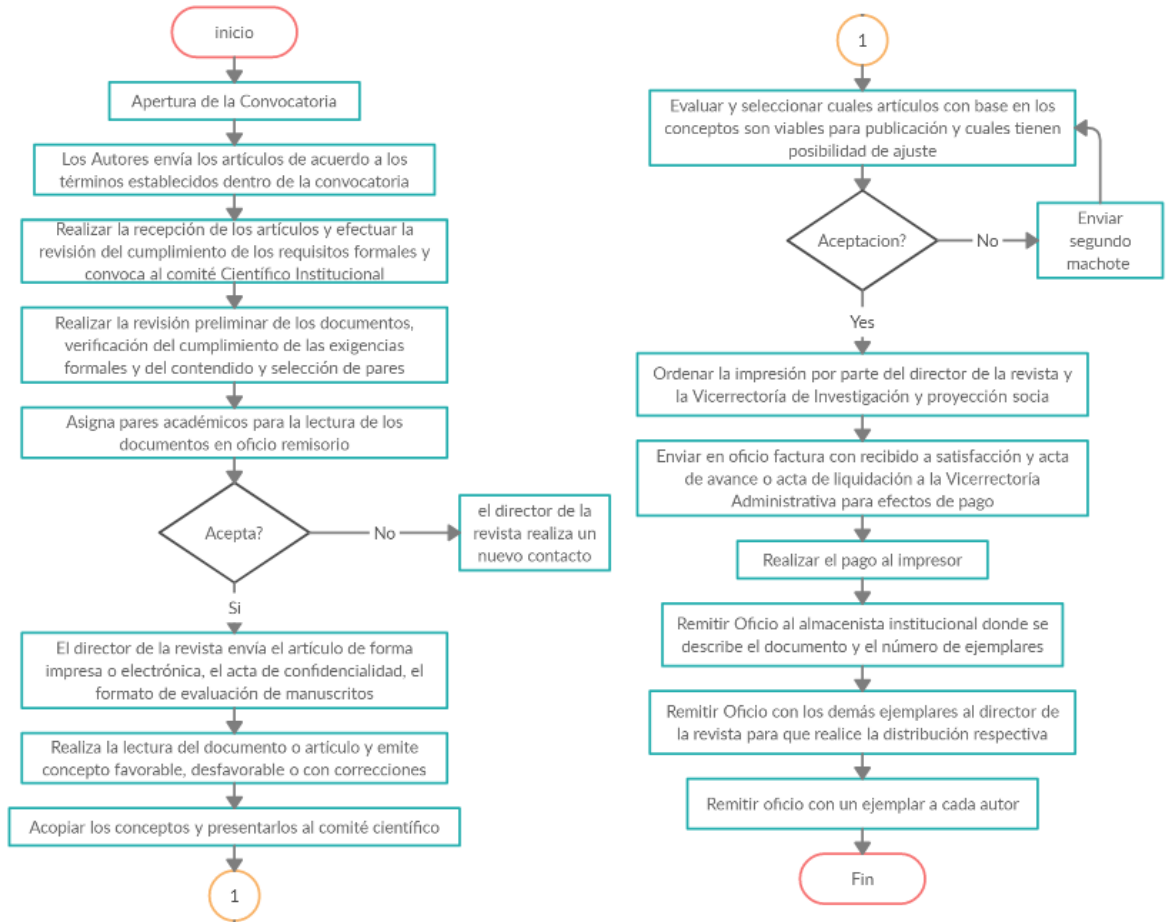 inicio
Apertura de la Convocatoria
Los Autores envía los artículos de acuerdo a los
términos establecidos dentro de la convocatoria
Realizar la recepción de los artículos y efectuar la
revisión del cumplimiento de los requisitos formales y
convoca al comité Científico Institucional
Realizar la revisión preliminar de los documentos,
verificación del cumplimiento de las exigencias
formales y del contendido y selección de pares
Asigna pares académicos para la lectura de los
documentos en oficio remisorio
Acepta?
No
el director de la
revista realiza un
nuevo contacto
Si
El director de la revista envía el artículo de forma
impresa o electrónica, el acta de confidencialidad, el
formato de evaluación de manuscritos
Realiza la lectura del documento o artículo y emite
concepto favorable, desfavorable o con correcciones
Acopiar los conceptos y presentarlos al comité científico
1
1
Evaluar y seleccionar cuales artículos con base en los
conceptos son viables para publicación y cuales tienen
posibilidad de ajuste
Aceptacion?
No
Enviar
segundo
machote
Yes
Ordenar la impresión por parte del director de la revista y
la Vicerrectoría de Investigación y proyección socia
Enviar en oficio factura con recibido a satisfacción y acta
de avance o acta de liquidación a la Vicerrectoría
Administrativa para efectos de pago
Realizar el pago al impresor
Remitir Oficio al almacenista institucional donde se
describe el documento y el número de ejemplares
Remitir Oficio con los demás ejemplares al director de
la revista para que realice la distribución respectiva
Remitir oficio con un ejemplar a cada autor
Fin